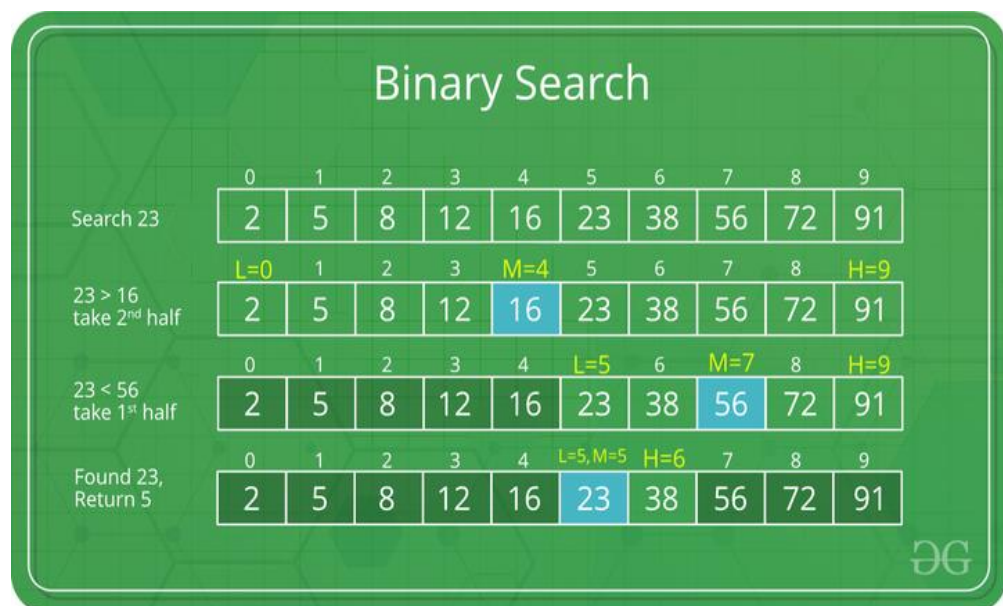 Binary Search
0 1 2 3 4 5 6 7 8 9
Search 23
2 5 8 12 16 23 38 56 72 91
L=0 1 2 3 M=4 5 6 7 8 H=9
23 > 16
take 2nd half
2 5 8 12 16 23 38 56 72 91
0 1 2 3 4 L=5 6 M=7 8 H=9
23 < 56
take 1st half
2 5 8 12 16 23 38 56 72 91
0 1 2 3 4 L=5, M=5 H=6 7 8 9
Found 23,
Return 5
2 5 8 12 16 23 38 56 72 91